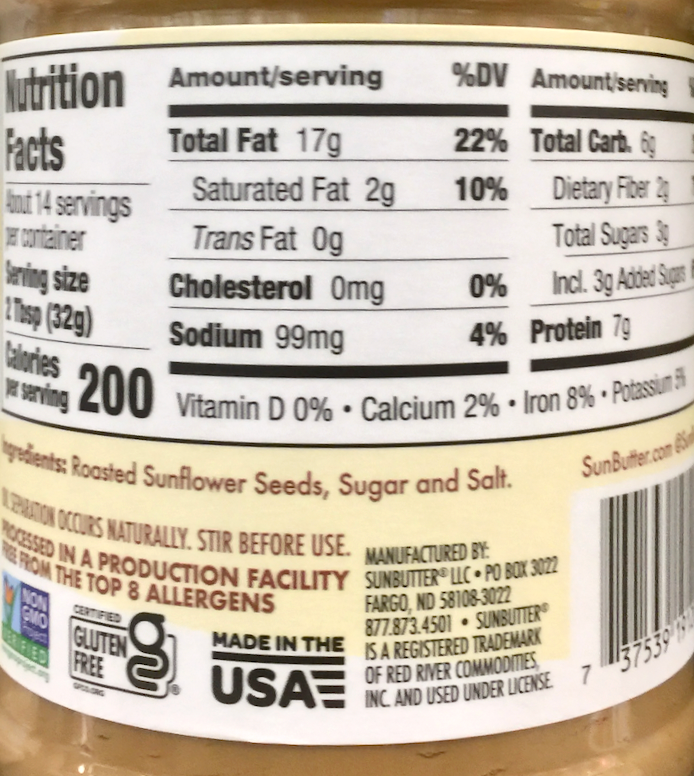 Nutrition
Facts
About 14 servings
per container
Serving size
2 Tbsp (32g)
Calories
per serving 200
Amount/serving %DV
Total Fat 17g 22%
Saturated Fat 2g 10%
Trans Fat 0g
Cholesterol 0mg 0%
Sodium 99mg 4%
Amount/serving
Total Carb. 6g
Dietary Fiber 2g
Total Sugars 3g
Incl. 3g Added Sugars
Protein 7g
Vitamin D 0% • Calcium 2% • Iron 8% • Potassium 5%
Ingredients: Roasted Sunflower Seeds, Sugar and Salt.
OIL SEPARATION OCCURS NATURALLY. STIR BEFORE USE.
PROCESSED IN A PRODUCTION FACILITY
FREE FROM THE TOP 8 ALLERGENS
NON
GMO
Project
VERIFIED
CERTIFIED
GLUTEN
FREE
GFCO.ORG
MADE IN THE
USA
MANUFACTURED BY:
SUNBUTTER® LLC • PO BOX 3022
FARGO, ND 58108-3022
877.873.4501 • SUNBUTTER®
IS A REGISTERED TRADEMARK
OF RED RIVER COMMODITIES,
INC. AND USED UNDER LICENSE.
SunButter.com
7 37539